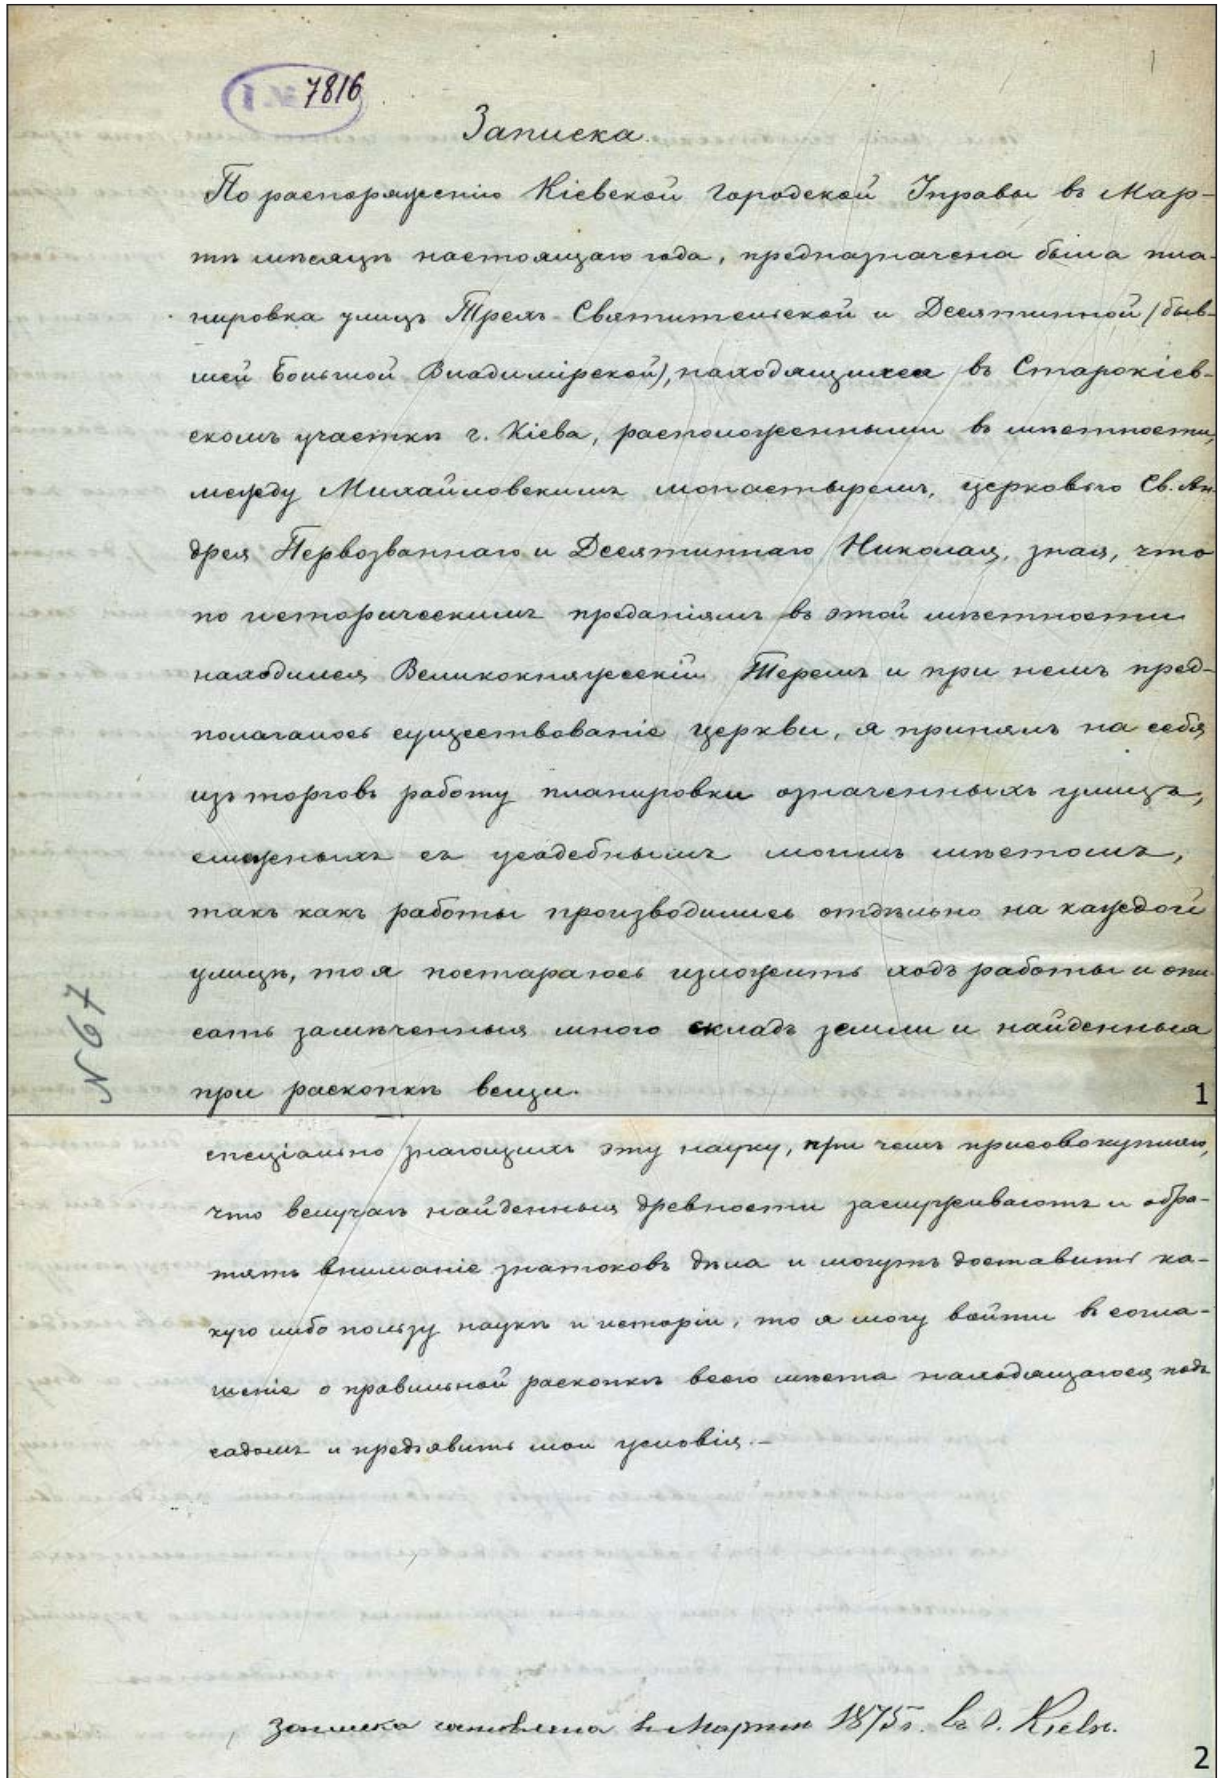 I № 7816
Записка.
По распоряженію Кіевской Городской Управы въ Мар-
тѣ мѣсяцѣ настоящаго года, предназначена была пла-
нировка улицъ Трехъ-Святительской и Десятинной /быв-
шей Большой Владимірской), находящихся въ Старокіев-
скомъ участкѣ г. Кіева, расположенными въ мѣстности,
между Михайловскимъ монастыремъ, церковью Св. Ан-
дрея Первозваннаго и Десятиннаго Николая, зная, что
по историческимъ преданіямъ въ этой мѣстности
находился Великокняжескій Теремъ и при немъ пред-
полагалось существованіе церкви, я принялъ на себя
изъ торговъ работу планировки означенныхъ улицъ,
смежныхъ съ усадебнымъ моимъ мѣстомъ,
такъ какъ работы производились отдѣльно на каждой
улицѣ, то я постараюсь изложить ходъ работы и опи-
сать замѣченныя мною складъ земли и найденныя
при раскопкѣ вещи.
N 67
1
спеціально знающихъ эту науку, при чемъ присовокупляю,
что вслучаѣ найденныя древности заслуживаютъ и обра-
тятъ вниманіе знатоковъ дѣла и могутъ доставить ка-
кую либо пользу наукѣ и исторіи, то я могу войти въ согла-
шеніе о правильной раскопкѣ всего мѣста находящагося подъ
садомъ и предъявить мои условія.-
Записка составлена въ Мартѣ 1875 г. въ г. Кіевѣ.
2